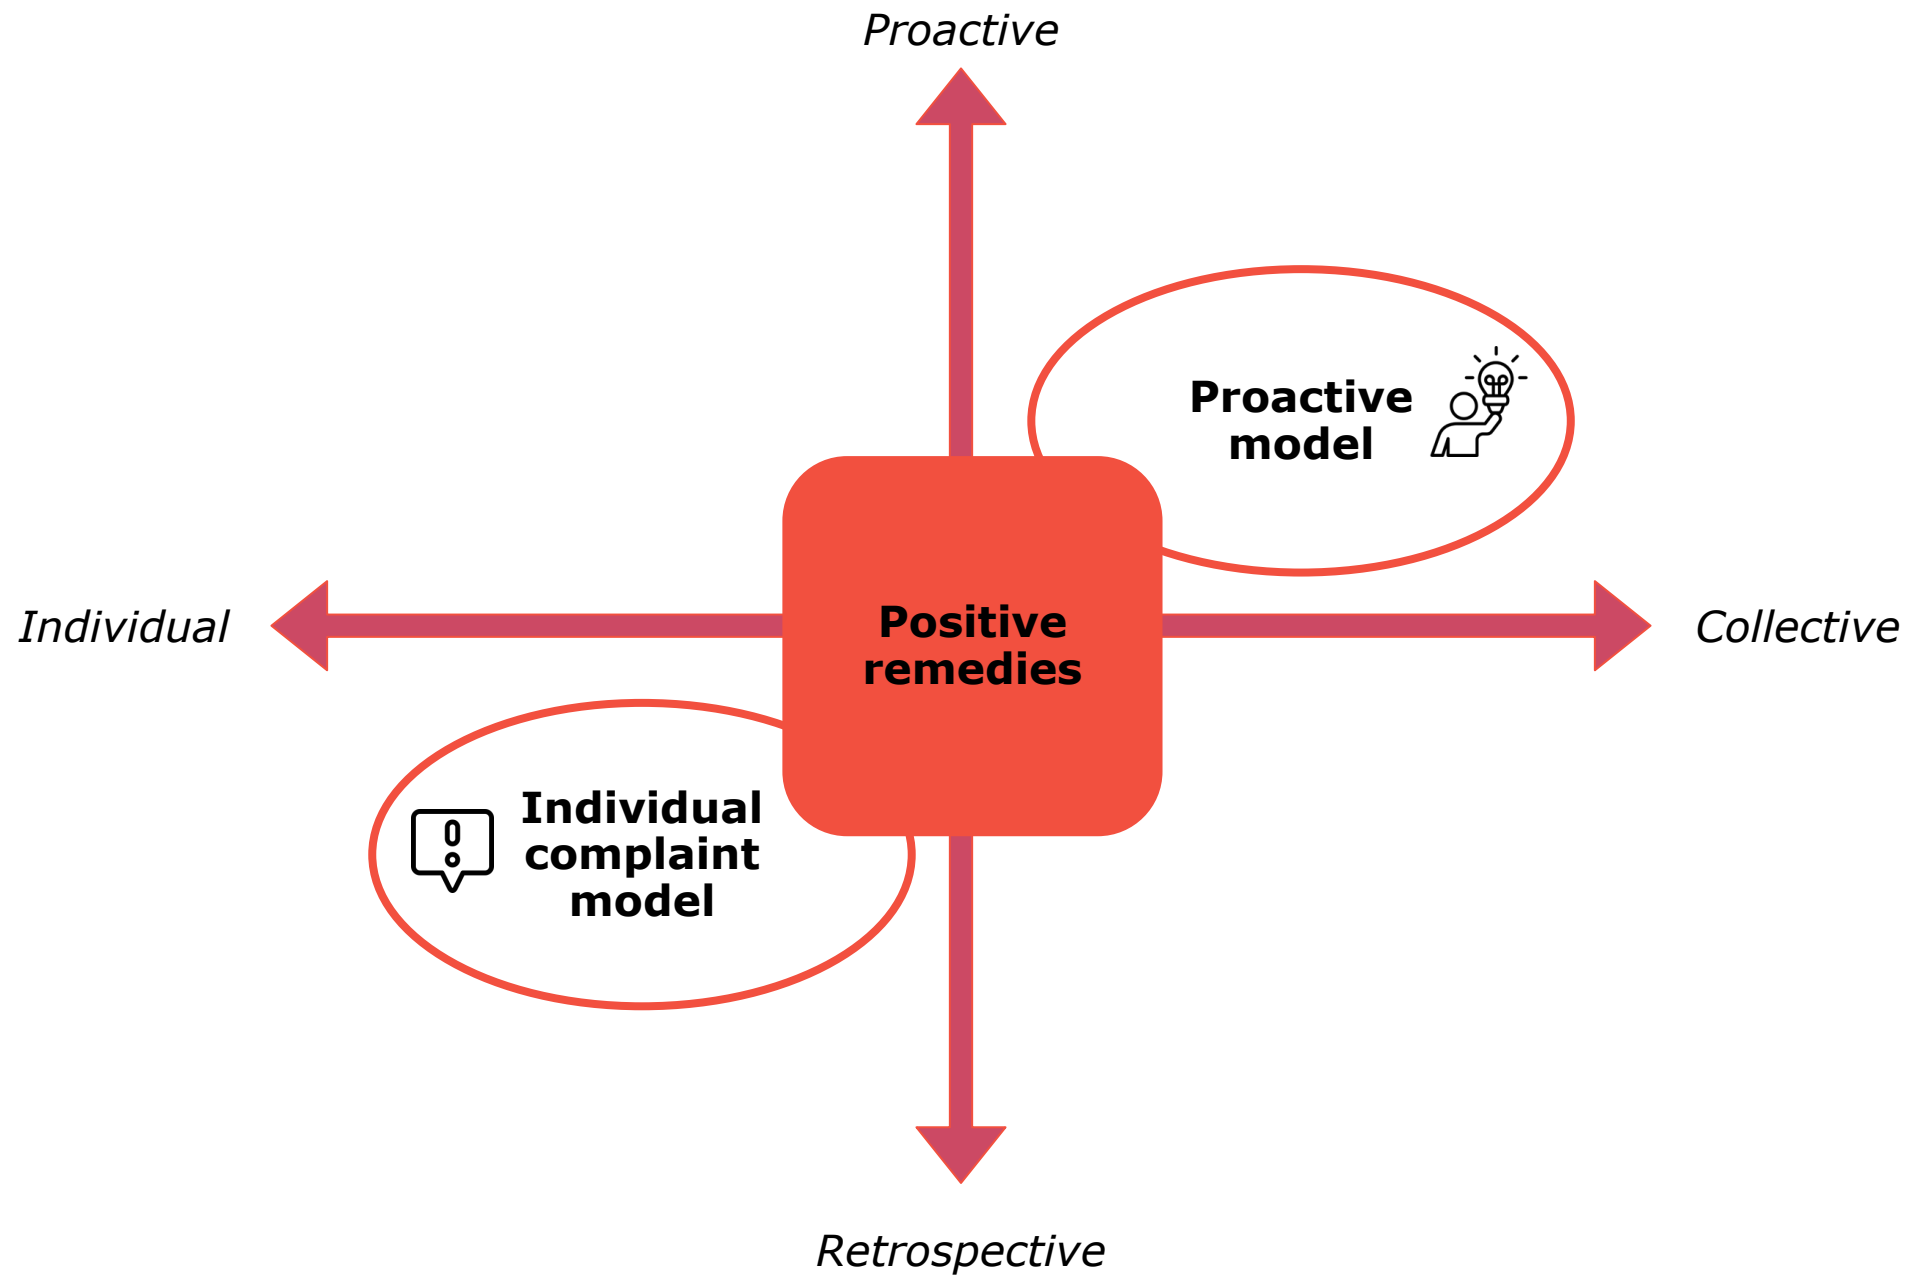 Proactive
Proactive
model
Individual
Positive
remedies
Collective
Individual
complaint
model
Retrospective